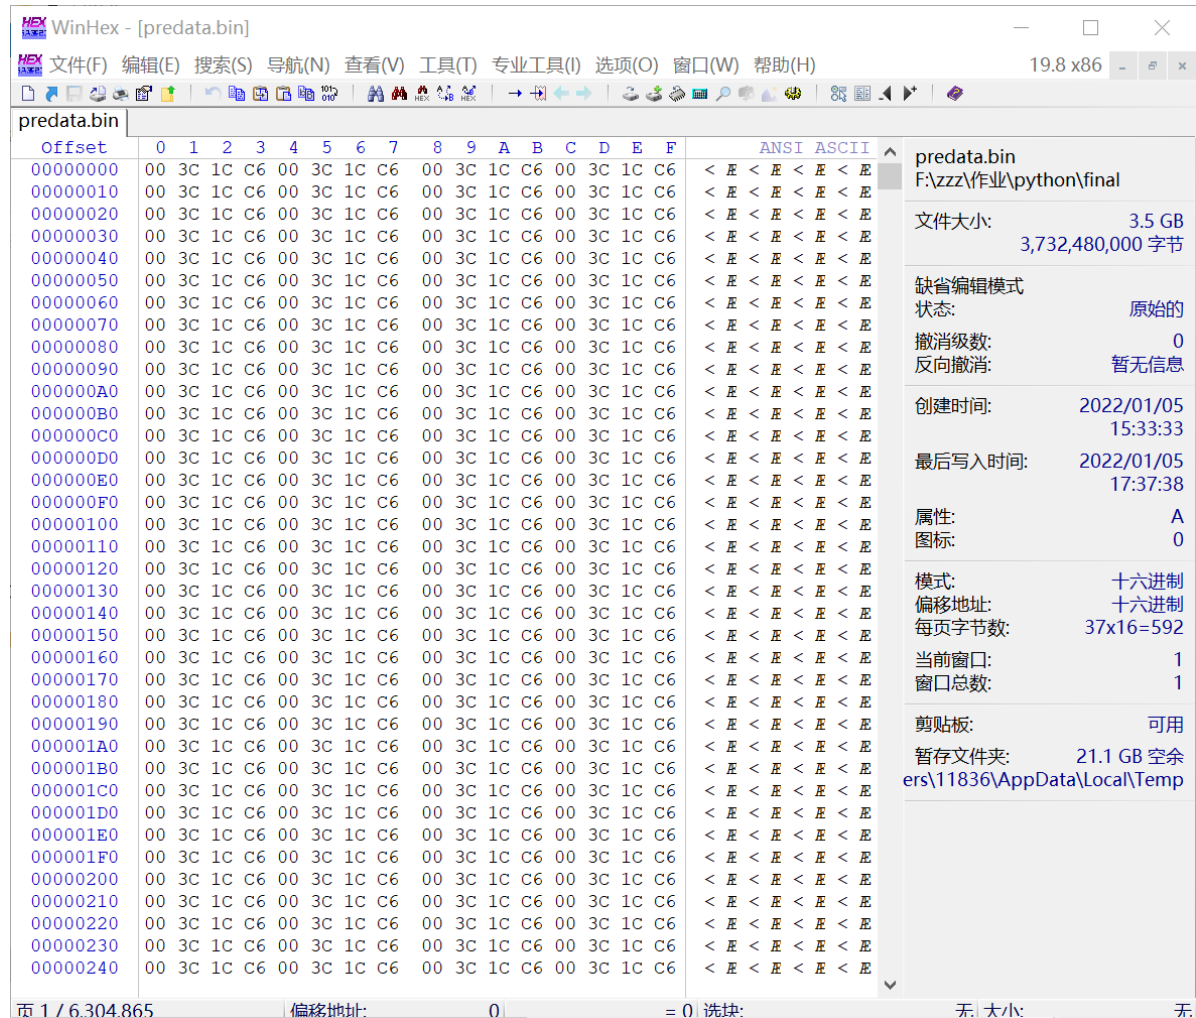 WinHex - [predata.bin]
文件(F) 编辑(E) 搜索(S) 导航(N) 查看(V) 工具(T) 专业工具(I) 选项(O) 窗口(W) 帮助(H) 19.8 x86
predata.bin
Offset 0 1 2 3 4 5 6 7 8 9 A B C D E F ANSI ASCII
00000000 00 3C 1C C6 00 3C 1C C6 00 3C 1C C6 00 3C 1C C6 < Æ < Æ < Æ < Æ
00000010 00 3C 1C C6 00 3C 1C C6 00 3C 1C C6 00 3C 1C C6 < Æ < Æ < Æ < Æ
00000020 00 3C 1C C6 00 3C 1C C6 00 3C 1C C6 00 3C 1C C6 < Æ < Æ < Æ < Æ
00000030 00 3C 1C C6 00 3C 1C C6 00 3C 1C C6 00 3C 1C C6 < Æ < Æ < Æ < Æ
00000040 00 3C 1C C6 00 3C 1C C6 00 3C 1C C6 00 3C 1C C6 < Æ < Æ < Æ < Æ
00000050 00 3C 1C C6 00 3C 1C C6 00 3C 1C C6 00 3C 1C C6 < Æ < Æ < Æ < Æ
00000060 00 3C 1C C6 00 3C 1C C6 00 3C 1C C6 00 3C 1C C6 < Æ < Æ < Æ < Æ
00000070 00 3C 1C C6 00 3C 1C C6 00 3C 1C C6 00 3C 1C C6 < Æ < Æ < Æ < Æ
00000080 00 3C 1C C6 00 3C 1C C6 00 3C 1C C6 00 3C 1C C6 < Æ < Æ < Æ < Æ
00000090 00 3C 1C C6 00 3C 1C C6 00 3C 1C C6 00 3C 1C C6 < Æ < Æ < Æ < Æ
000000A0 00 3C 1C C6 00 3C 1C C6 00 3C 1C C6 00 3C 1C C6 < Æ < Æ < Æ < Æ
000000B0 00 3C 1C C6 00 3C 1C C6 00 3C 1C C6 00 3C 1C C6 < Æ < Æ < Æ < Æ
000000C0 00 3C 1C C6 00 3C 1C C6 00 3C 1C C6 00 3C 1C C6 < Æ < Æ < Æ < Æ
000000D0 00 3C 1C C6 00 3C 1C C6 00 3C 1C C6 00 3C 1C C6 < Æ < Æ < Æ < Æ
000000E0 00 3C 1C C6 00 3C 1C C6 00 3C 1C C6 00 3C 1C C6 < Æ < Æ < Æ < Æ
000000F0 00 3C 1C C6 00 3C 1C C6 00 3C 1C C6 00 3C 1C C6 < Æ < Æ < Æ < Æ
00000100 00 3C 1C C6 00 3C 1C C6 00 3C 1C C6 00 3C 1C C6 < Æ < Æ < Æ < Æ
00000110 00 3C 1C C6 00 3C 1C C6 00 3C 1C C6 00 3C 1C C6 < Æ < Æ < Æ < Æ
00000120 00 3C 1C C6 00 3C 1C C6 00 3C 1C C6 00 3C 1C C6 < Æ < Æ < Æ < Æ
00000130 00 3C 1C C6 00 3C 1C C6 00 3C 1C C6 00 3C 1C C6 < Æ < Æ < Æ < Æ
00000140 00 3C 1C C6 00 3C 1C C6 00 3C 1C C6 00 3C 1C C6 < Æ < Æ < Æ < Æ
00000150 00 3C 1C C6 00 3C 1C C6 00 3C 1C C6 00 3C 1C C6 < Æ < Æ < Æ < Æ
00000160 00 3C 1C C6 00 3C 1C C6 00 3C 1C C6 00 3C 1C C6 < Æ < Æ < Æ < Æ
00000170 00 3C 1C C6 00 3C 1C C6 00 3C 1C C6 00 3C 1C C6 < Æ < Æ < Æ < Æ
00000180 00 3C 1C C6 00 3C 1C C6 00 3C 1C C6 00 3C 1C C6 < Æ < Æ < Æ < Æ
00000190 00 3C 1C C6 00 3C 1C C6 00 3C 1C C6 00 3C 1C C6 < Æ < Æ < Æ < Æ
000001A0 00 3C 1C C6 00 3C 1C C6 00 3C 1C C6 00 3C 1C C6 < Æ < Æ < Æ < Æ
000001B0 00 3C 1C C6 00 3C 1C C6 00 3C 1C C6 00 3C 1C C6 < Æ < Æ < Æ < Æ
000001C0 00 3C 1C C6 00 3C 1C C6 00 3C 1C C6 00 3C 1C C6 < Æ < Æ < Æ < Æ
000001D0 00 3C 1C C6 00 3C 1C C6 00 3C 1C C6 00 3C 1C C6 < Æ < Æ < Æ < Æ
000001E0 00 3C 1C C6 00 3C 1C C6 00 3C 1C C6 00 3C 1C C6 < Æ < Æ < Æ < Æ
000001F0 00 3C 1C C6 00 3C 1C C6 00 3C 1C C6 00 3C 1C C6 < Æ < Æ < Æ < Æ
00000200 00 3C 1C C6 00 3C 1C C6 00 3C 1C C6 00 3C 1C C6 < Æ < Æ < Æ < Æ
00000210 00 3C 1C C6 00 3C 1C C6 00 3C 1C C6 00 3C 1C C6 < Æ < Æ < Æ < Æ
00000220 00 3C 1C C6 00 3C 1C C6 00 3C 1C C6 00 3C 1C C6 < Æ < Æ < Æ < Æ
00000230 00 3C 1C C6 00 3C 1C C6 00 3C 1C C6 00 3C 1C C6 < Æ < Æ < Æ < Æ
00000240 00 3C 1C C6 00 3C 1C C6 00 3C 1C C6 00 3C 1C C6 < Æ < Æ < Æ < Æ
predata.bin
F:\zzz\作业\python\final
文件大小: 3.5 GB
3,732,480,000 字节
缺省编辑模式
状态: 原始的
撤消级数: 0
反向撤消: 暂无信息
创建时间: 2022/01/05
15:33:33
最后写入时间: 2022/01/05
17:37:38
属性: A
图标: 0
模式: 十六进制
偏移地址: 十六进制
每页字节数: 37x16=592
当前窗口: 1
窗口总数: 1
剪贴板: 可用
暂存文件夹: 21.1 GB 空余
ers\11836\AppData\Local\Temp
页 1 / 6,304,865 偏移地址: 0 = 0 选块: 无 大小: 无